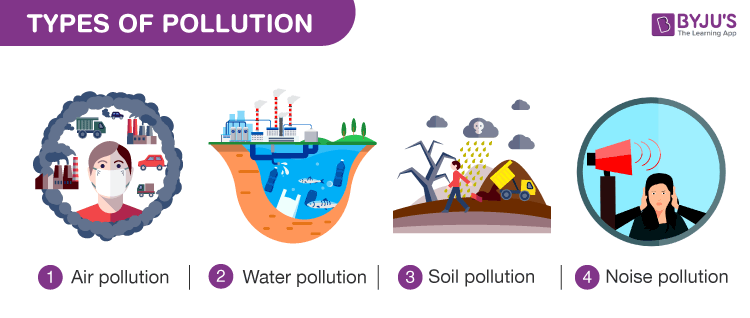 TYPES OF POLLUTION
BYJU'S
The Learning App
1 Air pollution
2 Water pollution
3 Soil pollution
4 Noise pollution